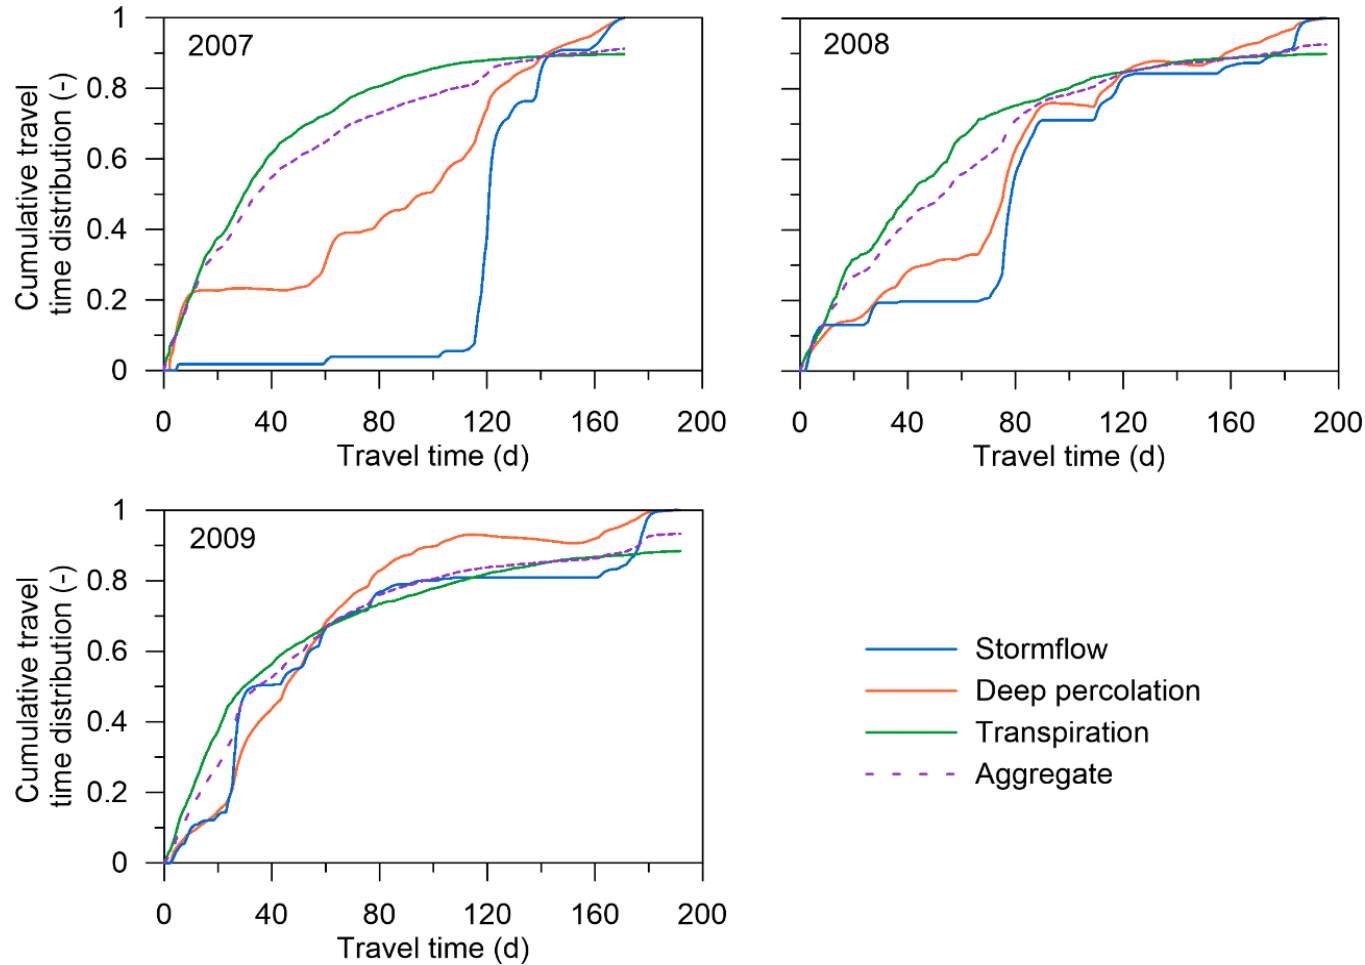 2007
Cumulative travel
time distribution (-)
1
0.8
0.6
0.4
0.2
0
0 40 80 120 160 200
Travel time (d)
2008
0 40 80 120 160 200
Travel time (d)
2009
Cumulative travel
time distribution (-)
1
0.8
0.6
0.4
0.2
0
0 40 80 120 160 200
Travel time (d)
Stormflow
Deep percolation
Transpiration
Aggregate